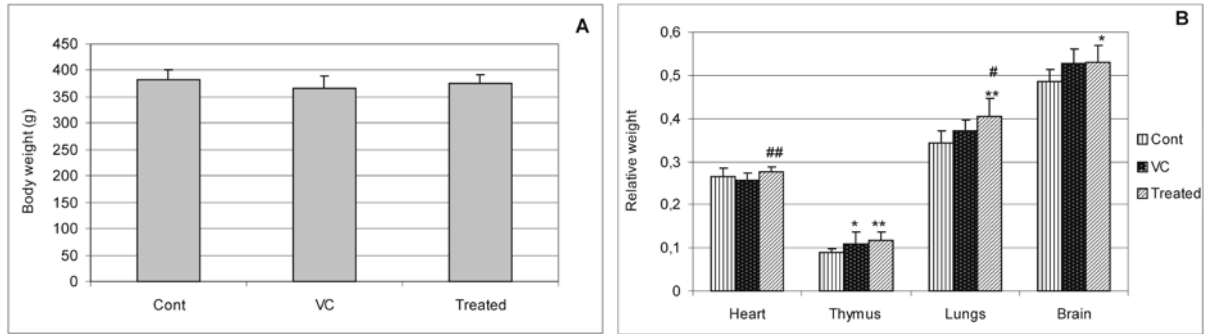 A
Body weight (g)
450
400
350
300
250
200
150
100
50
0
Cont VC Treated
B
Relative weight
0,6
0,5
0,4
0,3
0,2
0,1
0
##
* **
#
**
*
Heart Thymus Lungs Brain
Cont
VC
Treated